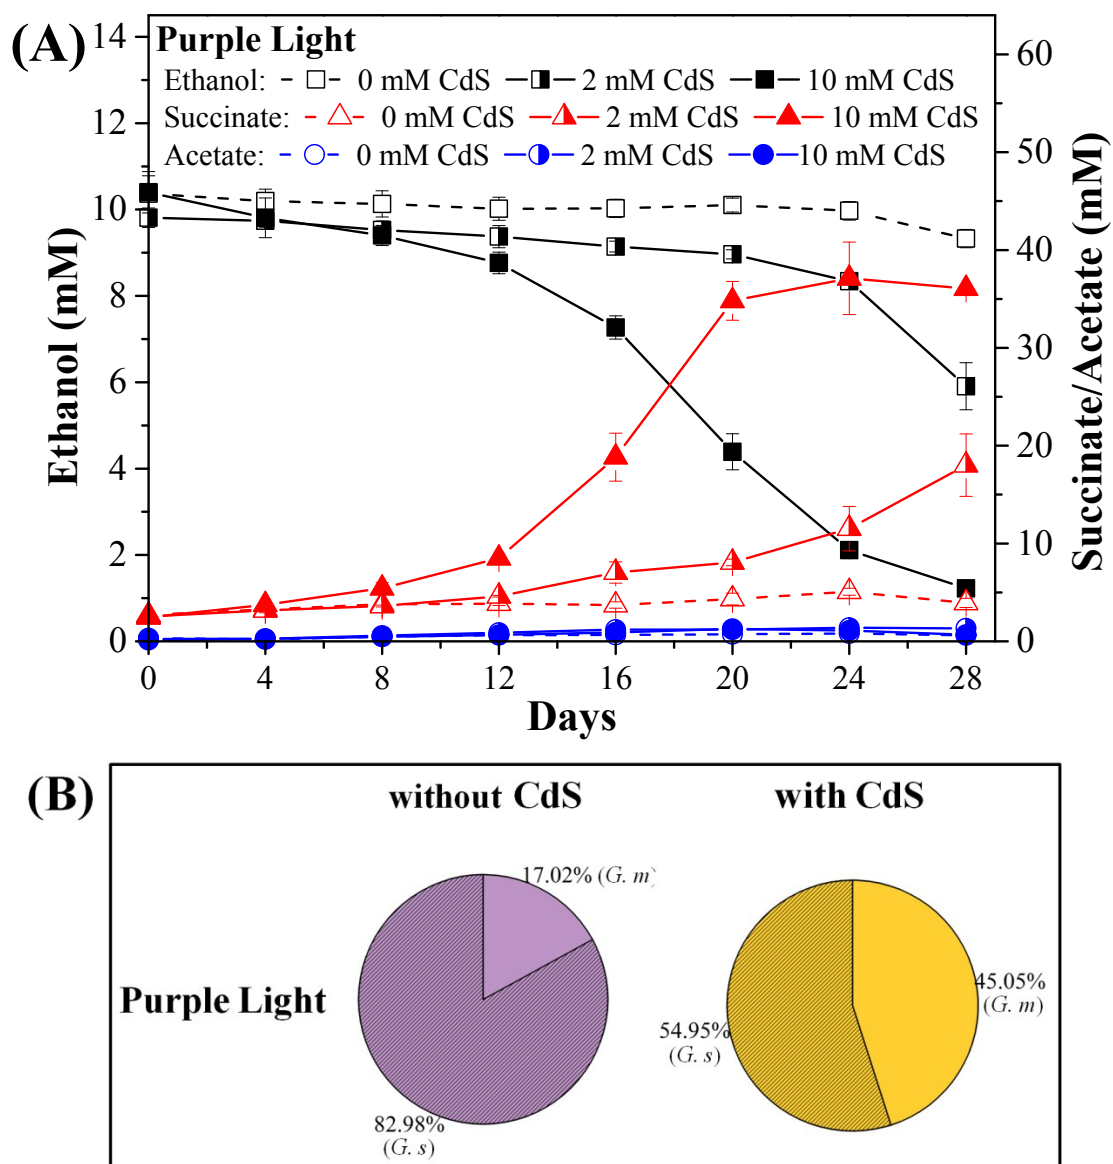 (A)
Purple Light
Ethanol: 0 mM CdS 2 mM CdS 10 mM CdS
Succinate: 0 mM CdS 2 mM CdS 10 mM CdS
Acetate: 0 mM CdS 2 mM CdS 10 mM CdS
Ethanol (mM)
14
12
10
8
6
4
2
0
Succinate/Acetate (mM)
60
50
40
30
20
10
0
0 4 8 12 16 20 24 28
Days
(B)
without CdS with CdS
Purple Light
17.02% (G. m)
82.98%
(G. s)
45.05%
(G. m)
54.95%
(G. s)